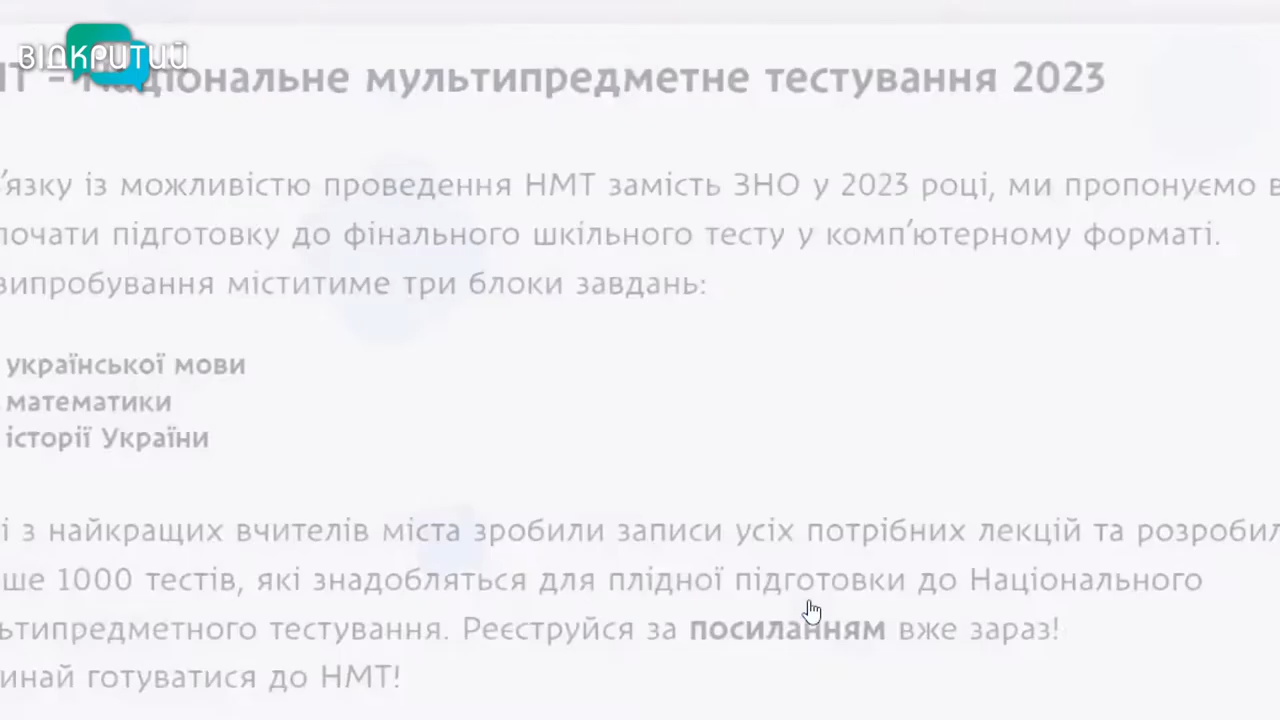 ВІДКРИТИЙ
НМТ – Національне мультипредметне тестування 2023
'язку із можливістю проведення НМТ замість ЗНО у 2023 році, ми пропонуємо
почати підготовку до фінального шкільного тесту у комп'ютерному форматі.
випробування міститиме три блоки завдань:
української мови
математики
історії України
і з найкращих вчителів міста зробили записи усіх потрібних лекцій та розробил
ше 1000 тестів, які знадобляться для плідної підготовки до Національного
ьтипредметного тестування. Реєструйся за посиланням вже зараз!
инай готуватися до НМТ!